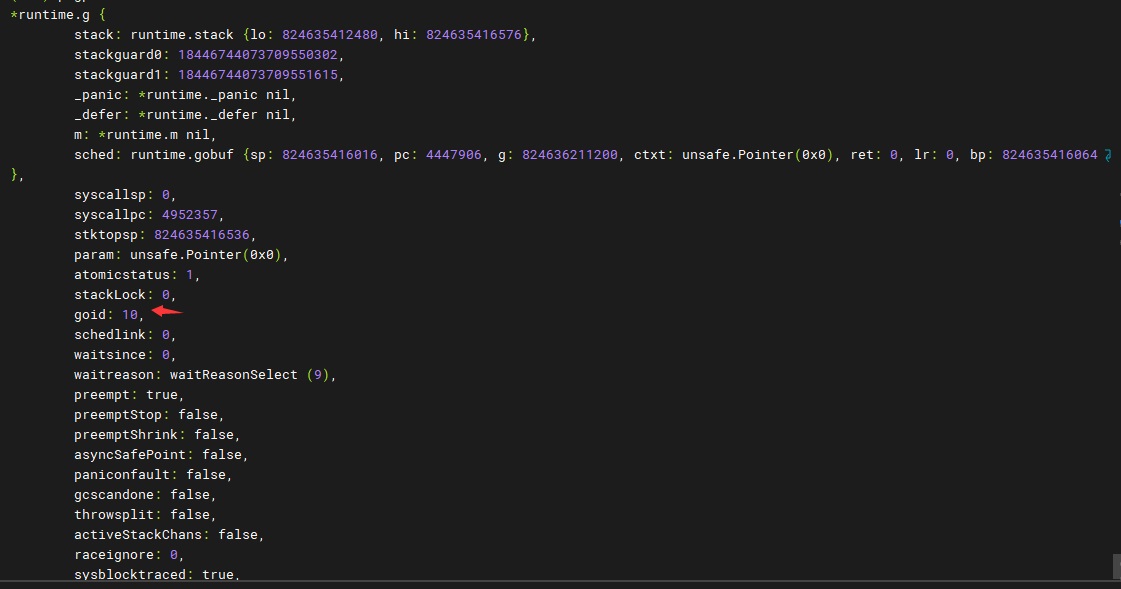 *runtime.g {
stack: runtime.stack {lo: 824635412480, hi: 824635416576},
stackguard0: 18446744073709550302,
stackguard1: 18446744073709551615,
_panic: *runtime._panic nil,
_defer: *runtime._defer nil,
m: *runtime.m nil,
sched: runtime.gobuf {sp: 824635416016, pc: 4447906, g: 824636211200, ctxt: unsafe.Pointer(0x0), ret: 0, lr: 0, bp: 824635416064
},
syscallsp: 0,
syscallpc: 4952357,
stktopsp: 824635416536,
param: unsafe.Pointer(0x0),
atomicstatus: 1,
stackLock: 0,
goid: 10,
schedlink: 0,
waitsince: 0,
waitreason: waitReasonSelect (9),
preempt: true,
preemptStop: false,
preemptShrink: false,
asyncSafePoint: false,
paniconfault: false,
gcscandone: false,
throwsplit: false,
activeStackChans: false,
raceignore: 0,
sysblocktraced: true,